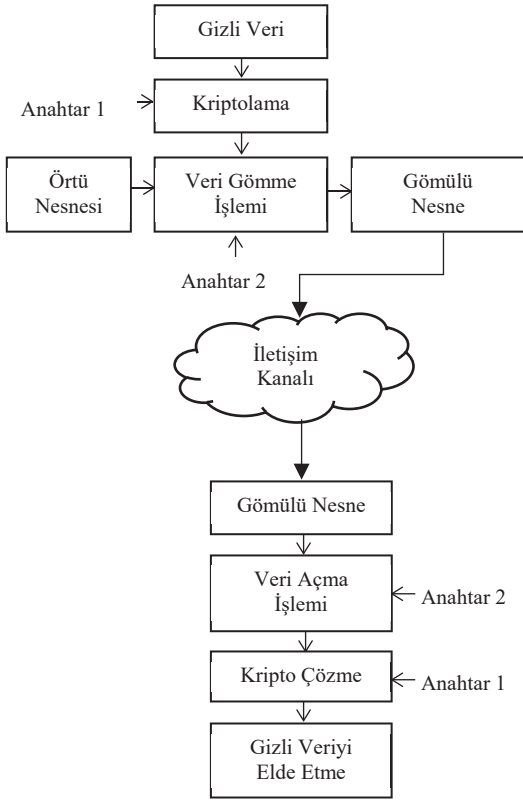 Gizli Veri
Anahtar 1
Kriptolama
Örtü
Nesnesi
Veri Gömme
İşlemi
Gömülü
Nesne
Anahtar 2
İletişim
Kanalı
Gömülü Nesne
Veri Açma
İşlemi
Anahtar 2
Kripto Çözme
Anahtar 1
Gizli Veriyi
Elde Etme